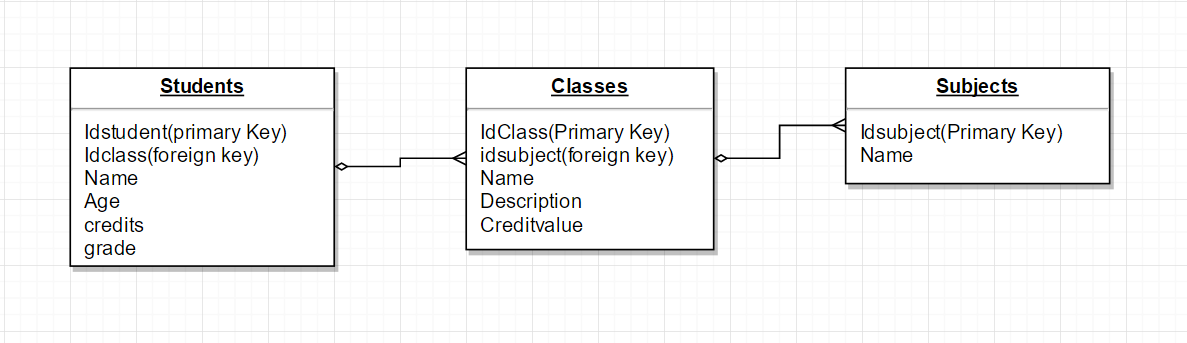 Students
Idstudent(primary Key)
Idclass(foreign key)
Name
Age
credits
grade
Classes
IdClass(Primary Key)
idsubject(foreign key)
Name
Description
Creditvalue
Subjects
Idsubject(Primary Key)
Name